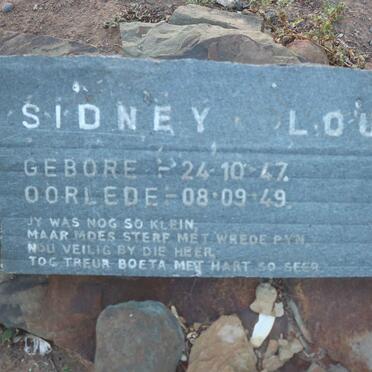 SIDNEY LOU
GEBORE :- 24·10·47.
OORLEDE:- 08·09·49.
JY WAS NOG SO KLEIN,
MAAR MOES STERF MET WREDE PYN.
NOU VEILIG BY DIE HEER,
TOG TREUR BOETA MET HART SO SEER.